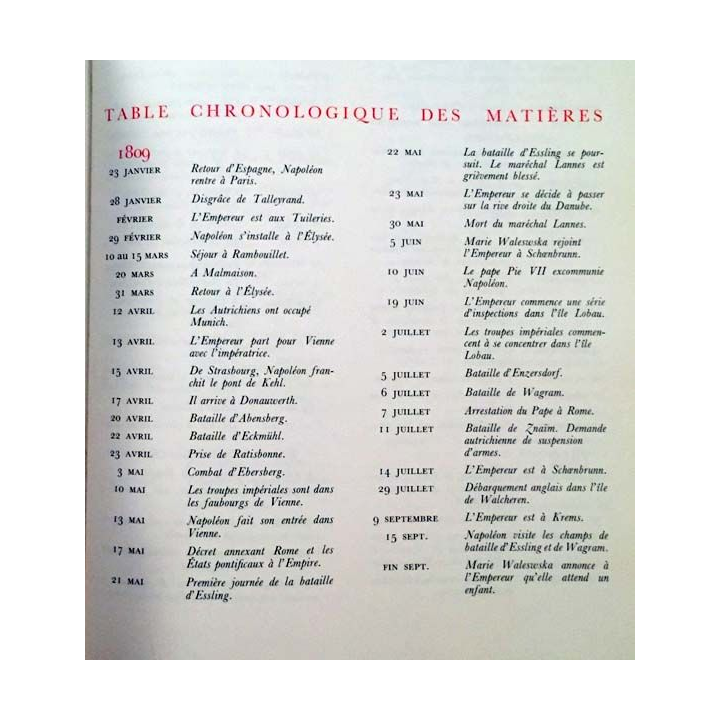 TABLE CHRONOLOGIQUE DES MATIÈRES
1809
23 JANVIER Retour d'Espagne, Napoléon
rentre à Paris.
28 JANVIER Disgrâce de Talleyrand.
FÉVRIER L'Empereur est aux Tuileries.
29 FÉVRIER Napoléon s'installe à l'Élysée.
10 au 15 MARS Séjour à Rambouillet.
20 MARS A Malmaison.
31 MARS Retour à l'Élysée.
12 AVRIL Les Autrichiens ont occupé
Munich.
13 AVRIL L'Empereur part pour Vienne
avec l'impératrice.
15 AVRIL De Strasbourg, Napoléon fran-
chit le pont de Kehl.
17 AVRIL Il arrive à Donauwerth.
20 AVRIL Bataille d'Abensberg.
22 AVRIL Bataille d'Eckmühl.
23 AVRIL Prise de Ratisbonne.
3 MAI Combat d'Ebersberg.
10 MAI Les troupes impériales sont dans
les faubourgs de Vienne.
13 MAI Napoléon fait son entrée dans
Vienne.
17 MAI Décret annexant Rome et les
États pontificaux à l'Empire.
21 MAI Première journée de la bataille
d'Essling.
22 MAI La bataille d'Essling se pour-
suit. Le maréchal Lannes est
grièvement blessé.
23 MAI L'Empereur se décide à passer
sur la rive droite du Danube.
30 MAI Mort du maréchal Lannes.
5 JUIN Marie Waleswska rejoint
l'Empereur à Schœnbrunn.
10 JUIN Le pape Pie VII excommunie
Napoléon.
19 JUIN L'Empereur commence une série
d'inspections dans l'île Lobau.
2 JUILLET Les troupes impériales commen-
cent à se concentrer dans l'île
Lobau.
5 JUILLET Bataille d'Enzersdorf.
6 JUILLET Bataille de Wagram.
7 JUILLET Arrestation du Pape à Rome.
11 JUILLET Bataille de Znaïm. Demande
autrichienne de suspension
d'armes.
14 JUILLET L'Empereur est à Schœnbrunn.
29 JUILLET Débarquement anglais dans l'île
de Walcheren.
9 SEPTEMBRE L'Empereur est à Krems.
15 SEPT. Napoléon visite les champs de
bataille d'Essling et de Wagram.
FIN SEPT. Marie Waleswska annonce à
l'Empereur qu'elle attend un
enfant.